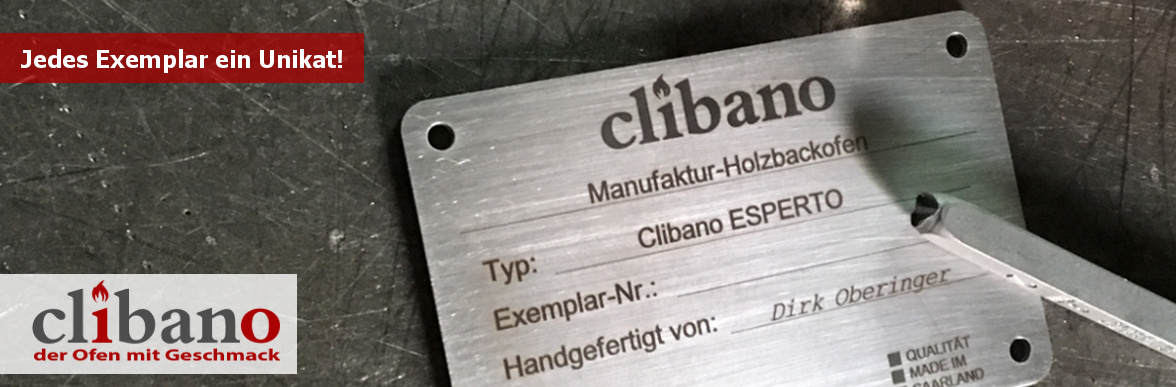 Jedes Exemplar ein Unikat!
clibano
Manufaktur-Holzbackofen
Typ: Clibano ESPERTO
Exemplar-Nr.:
Handgefertigt von: Dirk Oberinger
QUALITÄT
MADE IM
SAARLAND
clibano
der Ofen mit Geschmack